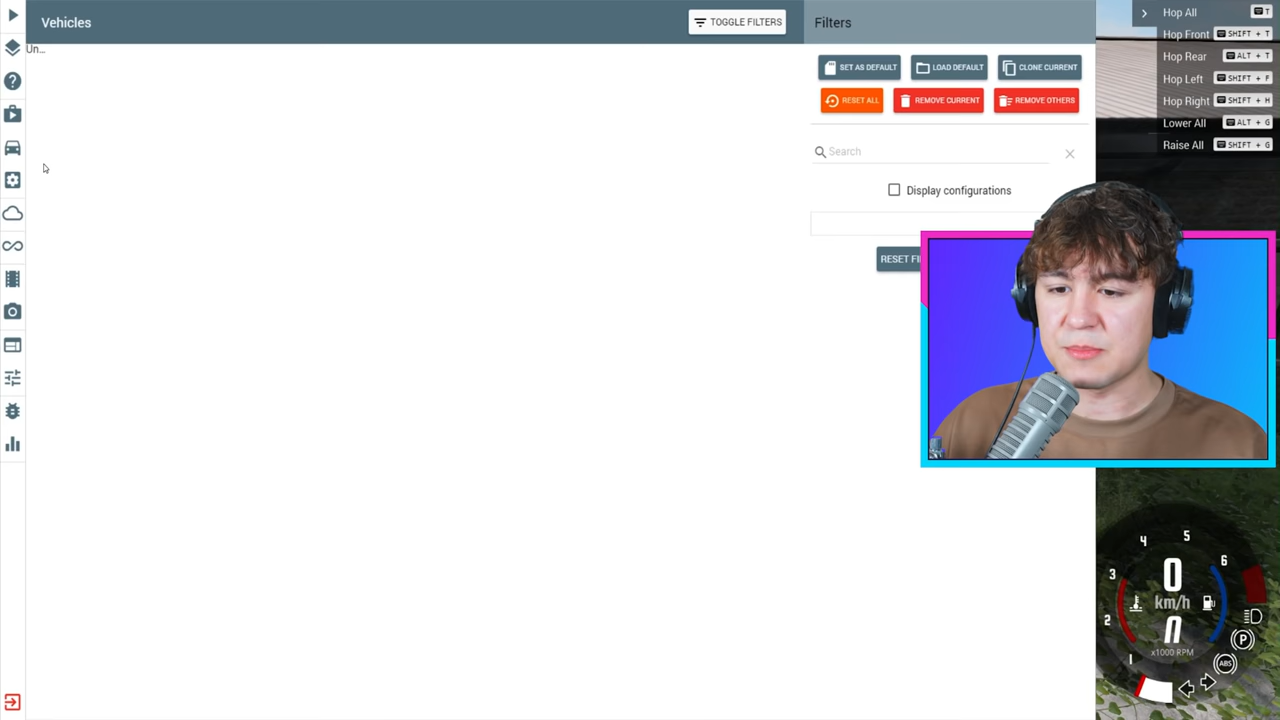 Vehicles
TOGGLE FILTERS
Un...
Filters
SET AS DEFAULT
LOAD DEFAULT
CLONE CURRENT
RESET ALL
REMOVE CURRENT
REMOVE OTHERS
Search
Display configurations
RESET FI
Hop All T
Hop Front SHIFT + T
Hop Rear ALT + T
Hop Left SHIFT + F
Hop Right SHIFT + H
Lower All ALT + G
Raise All SHIFT + G
1
2
3
4
5
6
0
km/h
n
x1000 RPM
P
ABS